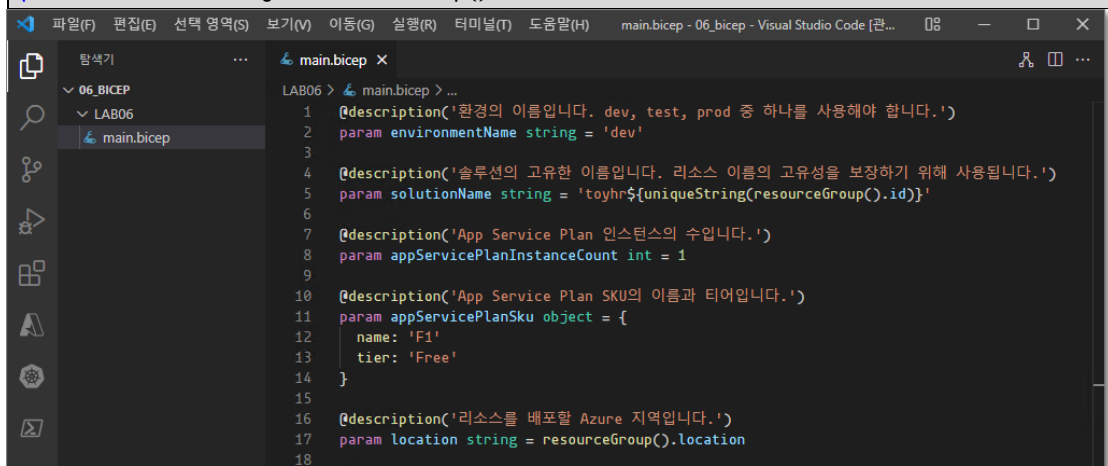 파일(F) 편집(E) 선택 영역(S) 보기(V) 이동(G) 실행(R) 터미널(T) 도움말(H) main.bicep - 06_bicep - Visual Studio Code [관...
탐색기 ...
main.bicep
06_BICEP
LAB06
main.bicep
LAB06 > main.bicep > ...
1 @description('환경의 이름입니다. dev, test, prod 중 하나를 사용해야 합니다.')
2 param environmentName string = 'dev'
3
4 @description('솔루션의 고유한 이름입니다. 리소스 이름의 고유성을 보장하기 위해 사용됩니다.')
5 param solutionName string = 'toyhr${uniqueString(resourceGroup().id)}'
6
7 @description('App Service Plan 인스턴스의 수입니다.')
8 param appServicePlanInstanceCount int = 1
9
10 @description('App Service Plan SKU의 이름과 티어입니다.')
11 param appServicePlanSku object = {
12 name: 'F1'
13 tier: 'Free'
14 }
15
16 @description('리소스를 배포할 Azure 지역입니다.')
17 param location string = resourceGroup().location
18